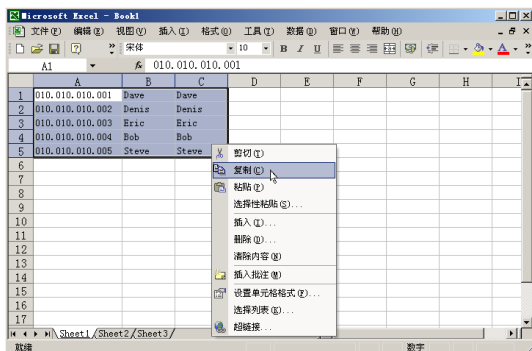 Microsoft Excel - Book1
文件(F) 编辑(E) 视图(V) 插入(I) 格式(O) 工具(T) 数据(D) 窗口(W) 帮助(H)
宋体 10 B I U
A1 fx 010.010.010.001
A B C D E F G H I
1 010.010.010.001 Dave Dave
2 010.010.010.002 Denis Denis
3 010.010.010.003 Eric Eric
4 010.010.010.004 Bob Bob
5 010.010.010.005 Steve Steve
6
7
8
9
10
11
12
13
14
15
16
17
剪切(T)
复制(C)
粘贴(P)
选择性粘贴(S)...
插入(I)...
删除(D)...
清除内容(N)
插入批注(M)
设置单元格格式(F)...
选择列表(K)...
超链接...
Sheet1 Sheet2 Sheet3
就绪 数字